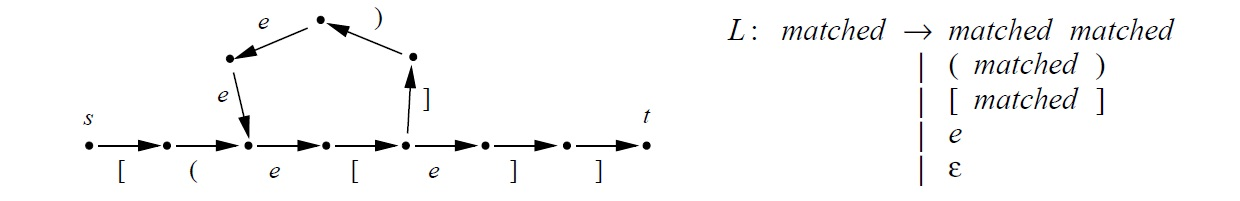 e )
e ]
s t
[ ( e [ e ] ]
L: matched → matched matched
| ( matched )
| [ matched ]
| e
| ε